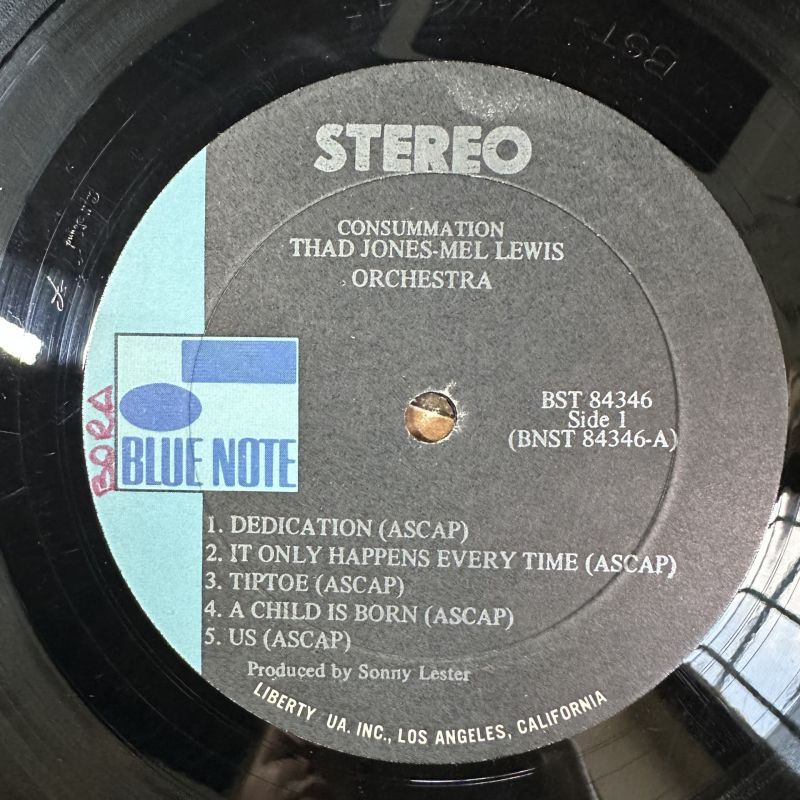 BST
STEREO
CONSUMMATION
THAD JONES-MEL LEWIS
ORCHESTRA
BST 84346
Side 1
(BNST 84346-A)
BORA
BLUE NOTE
1. DEDICATION (ASCAP)
2. IT ONLY HAPPENS EVERY TIME (ASCAP)
3. TIPTOE (ASCAP)
4. A CHILD IS BORN (ASCAP)
5. US (ASCAP)
Produced by Sonny Lester
LIBERTY UA. INC., LOS ANGELES, CALIFORNIA